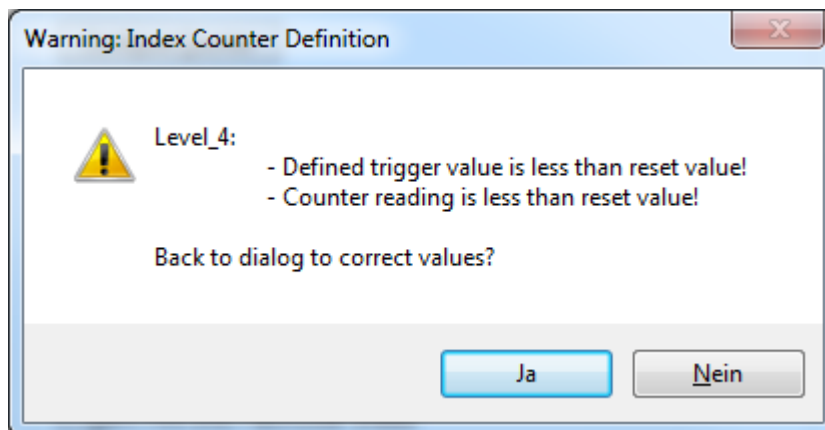 Warning: Index Counter Definition
Level_4:
- Defined trigger value is less than reset value!
- Counter reading is less than reset value!
Back to dialog to correct values?
Ja
Nein